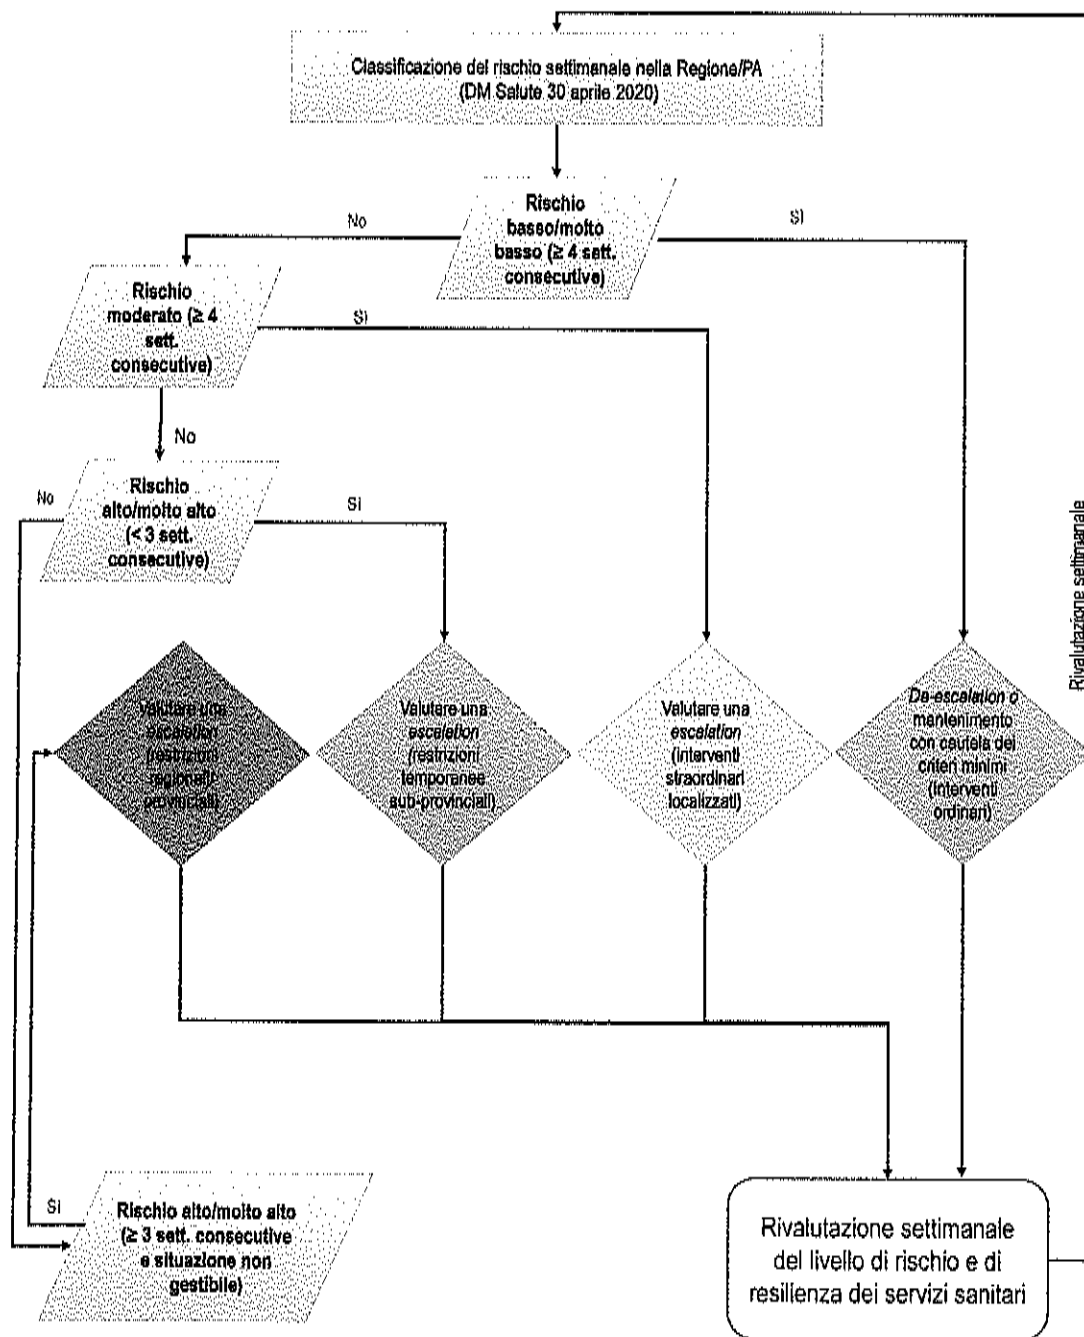 Classificazione del rischio settimanale nella Regione/PA
(DM Salute 30 aprile 2020)
Rischio
basso/molto
basso (≥ 4 sett.
consecutive)
No
Sì
Rischio
moderato (≥ 4
sett.
consecutive)
Sì
No
Rischio
alto/molto alto
(< 3 sett.
consecutive)
No
Sì
Valutare una
escalation
(restrizioni
regionali-
provinciali)
Valutare una
escalation
(restrizioni
temporanee
sub-provinciali)
Valutare una
escalation
(interventi
straordinari
localizzati)
De-escalation o
mantenimento
con cautela dei
criteri minimi
(interventi
ordinari)
Rivalutazione settimanale
Sì
Rischio alto/molto alto
(≥ 3 sett. consecutive
e situazione non
gestibile)
Rivalutazione settimanale
del livello di rischio e di
resilienza dei servizi sanitari